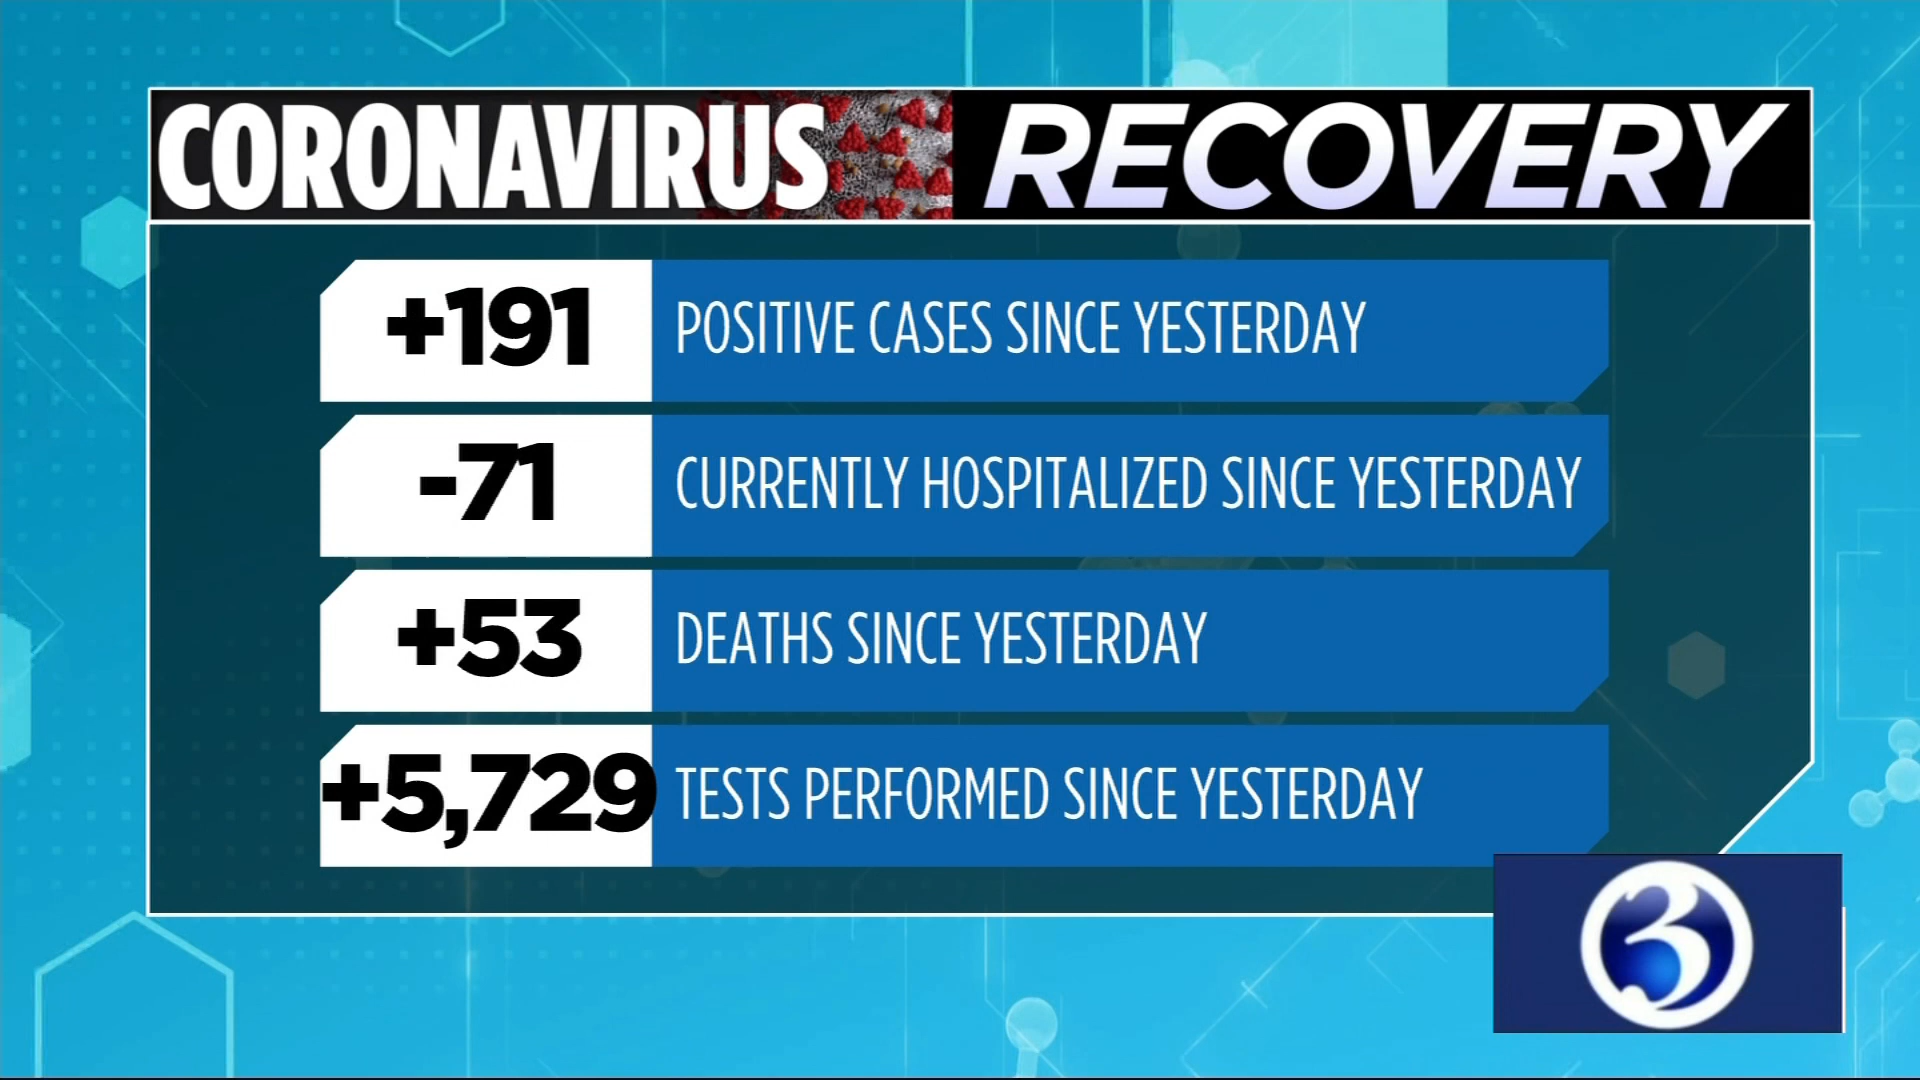 CORONAVIRUS RECOVERY
+191 POSITIVE CASES SINCE YESTERDAY
-71 CURRENTLY HOSPITALIZED SINCE YESTERDAY
+53 DEATHS SINCE YESTERDAY
+5,729 TESTS PERFORMED SINCE YESTERDAY
3